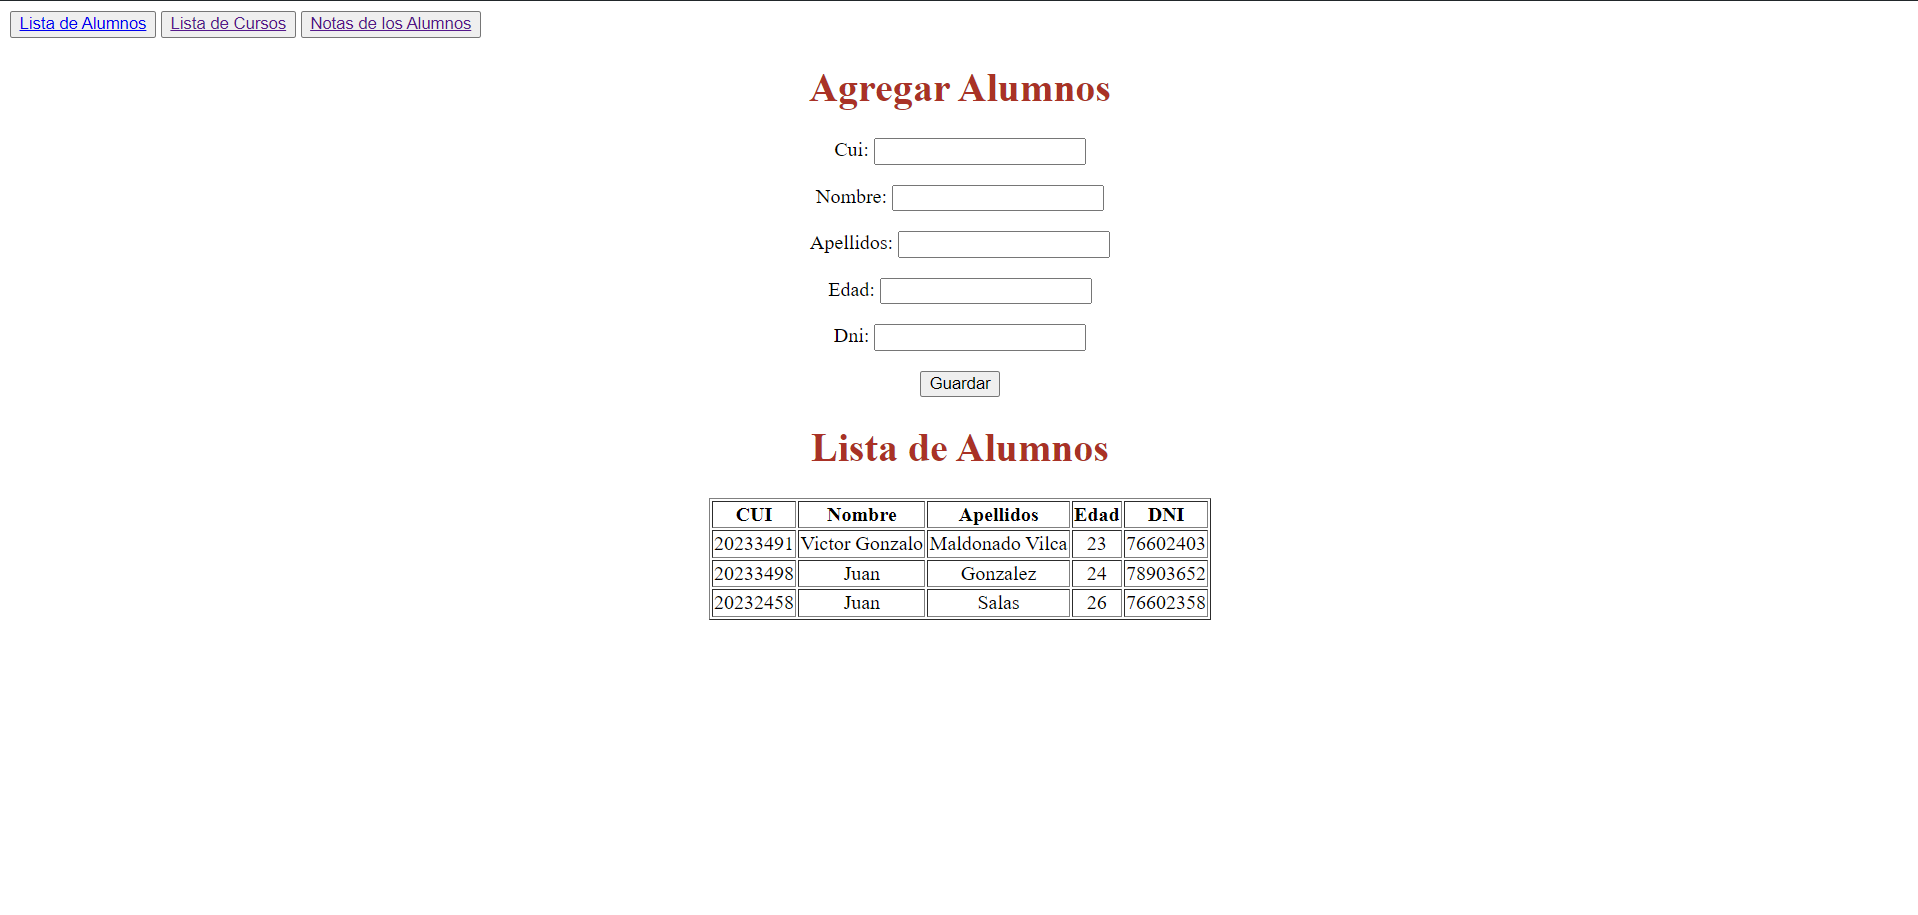 Lista de Alumnos Lista de Cursos Notas de los Alumnos
Agregar Alumnos
Cui:
Nombre:
Apellidos:
Edad:
Dni:
Guardar
Lista de Alumnos
CUI Nombre Apellidos Edad DNI
20233491 Victor Gonzalo Maldonado Vilca 23 76602403
20233498 Juan Gonzalez 24 78903652
20232458 Juan Salas 26 76602358